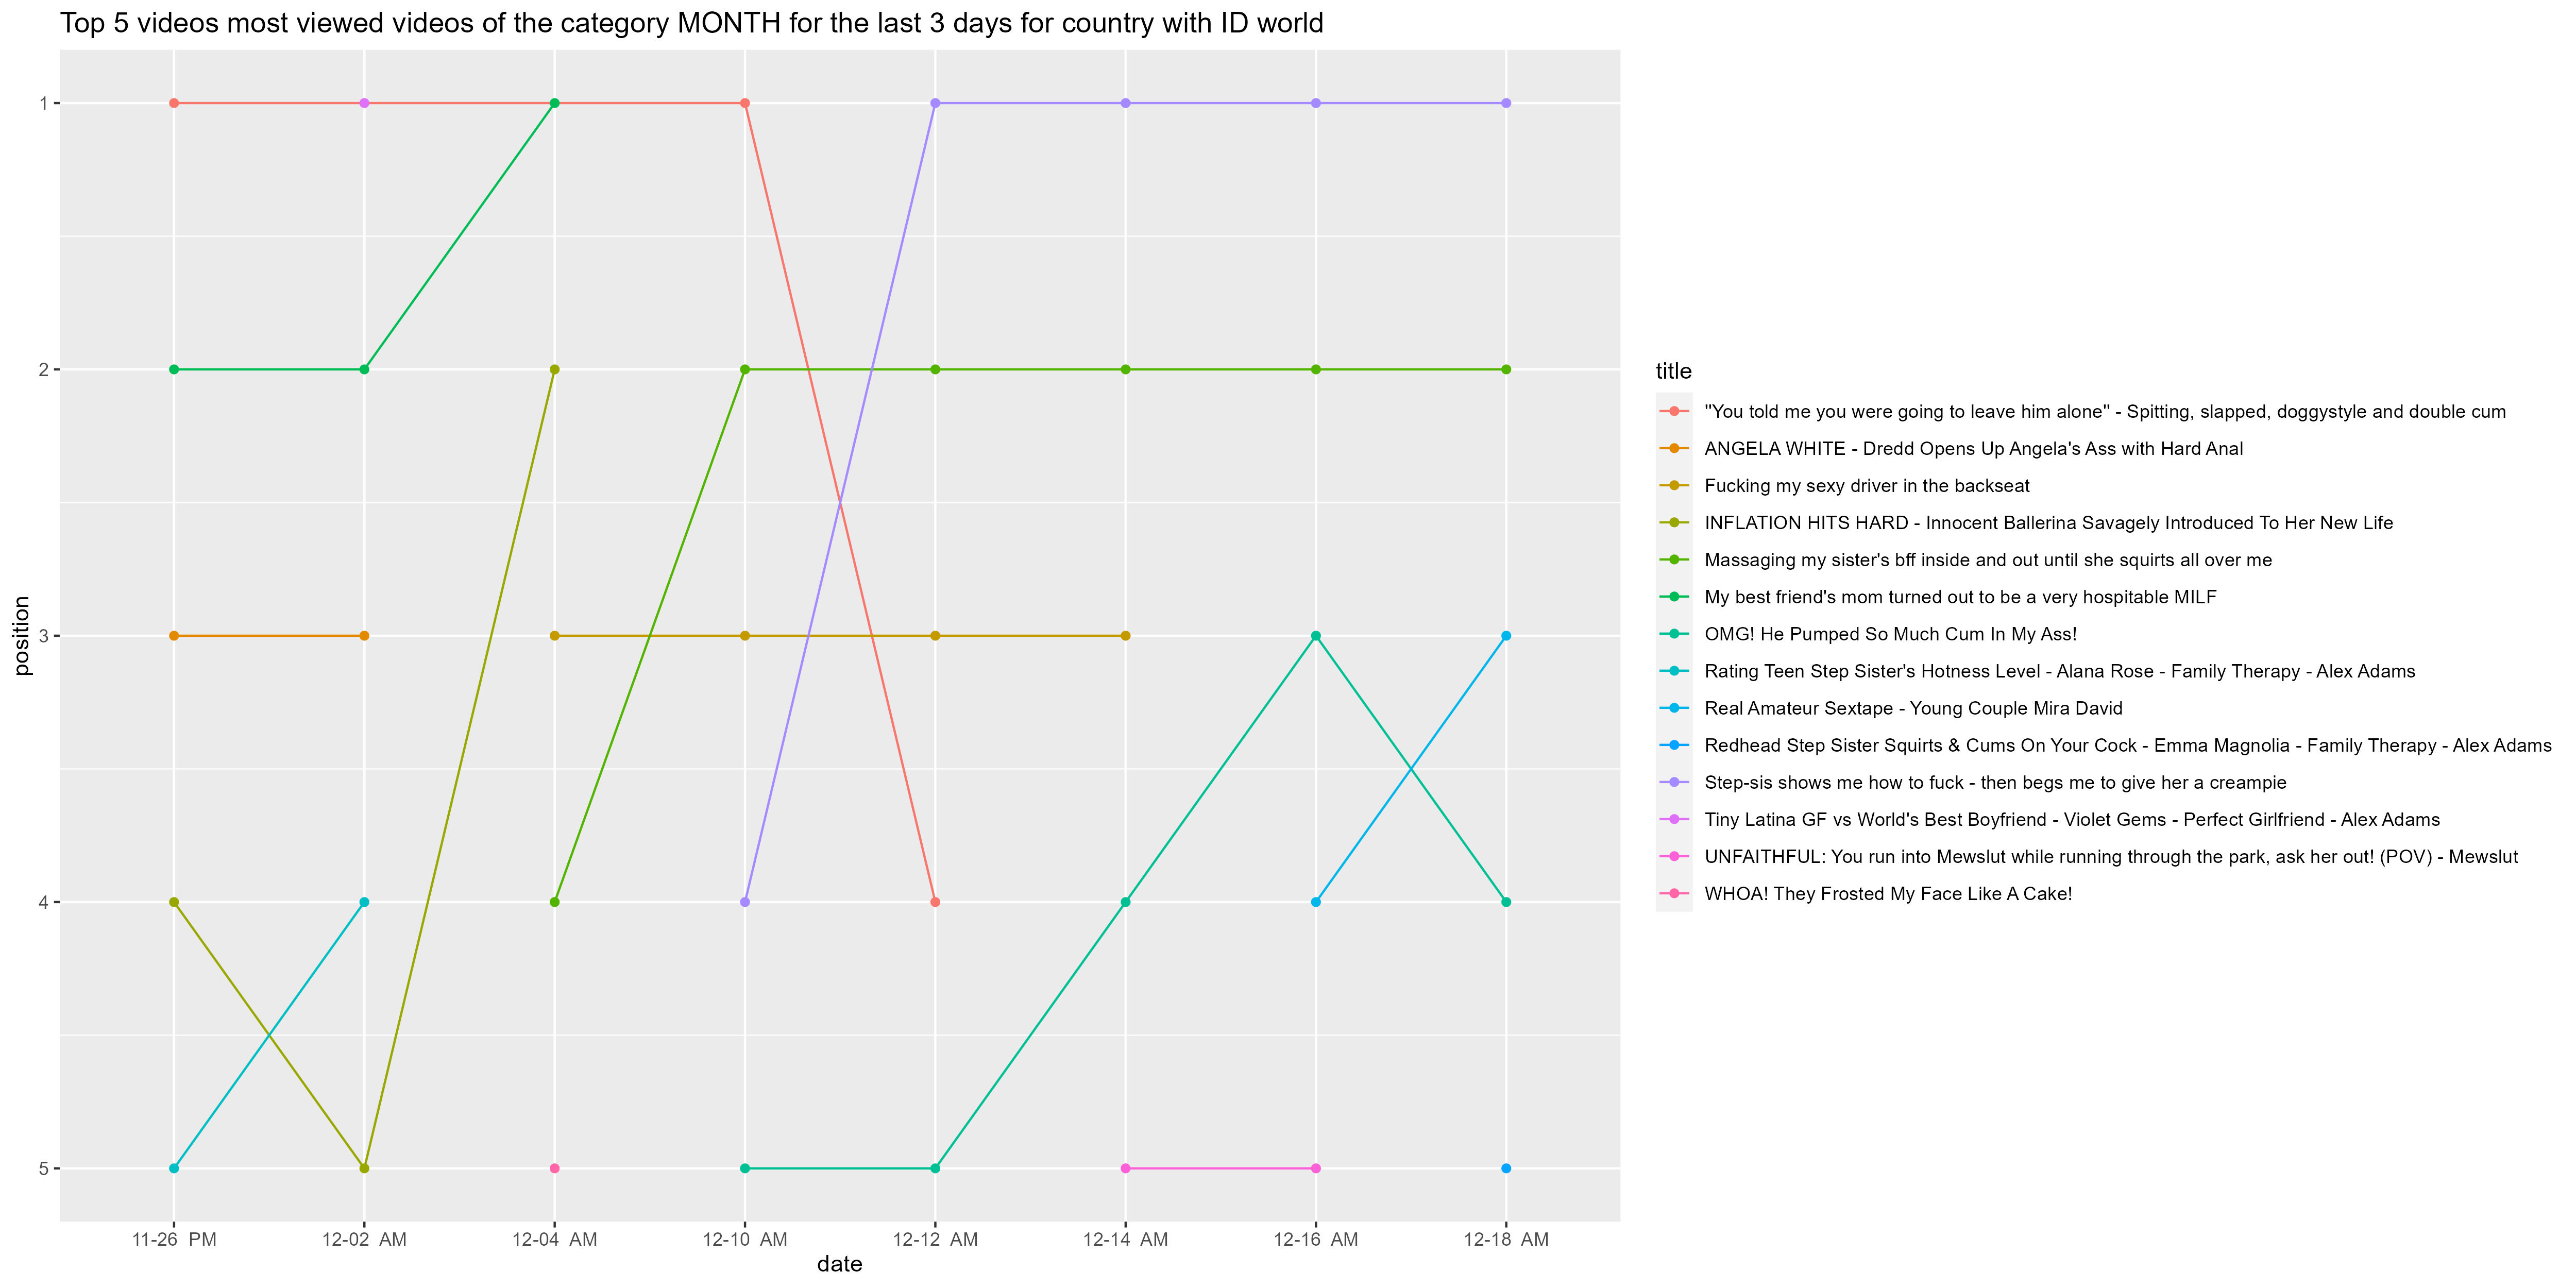 Top 5 videos most viewed videos of the category MONTH for the last 3 days for country with ID world
position
1
2
3
4
5
11-26 PM
12-02 AM
12-04 AM
12-10 AM
12-12 AM
12-14 AM
12-16 AM
12-18 AM
date
title
"You told me you were going to leave him alone" - Spitting, slapped, doggystyle and double cum
ANGELA WHITE - Dredd Opens Up Angela's Ass with Hard Anal
Fucking my sexy driver in the backseat
INFLATION HITS HARD - Innocent Ballerina Savagely Introduced To Her New Life
Massaging my sister's bff inside and out until she squirts all over me
My best friend's mom turned out to be a very hospitable MILF
OMG! He Pumped So Much Cum In My Ass!
Rating Teen Step Sister's Hotness Level - Alana Rose - Family Therapy - Alex Adams
Real Amateur Sextape - Young Couple Mira David
Redhead Step Sister Squirts & Cums On Your Cock - Emma Magnolia - Family Therapy - Alex Adams
Step-sis shows me how to fuck - then begs me to give her a creampie
Tiny Latina GF vs World's Best Boyfriend - Violet Gems - Perfect Girlfriend - Alex Adams
UNFAITHFUL: You run into Mewslut while running through the park, ask her out! (POV) - Mewslut
WHOA! They Frosted My Face Like A Cake!